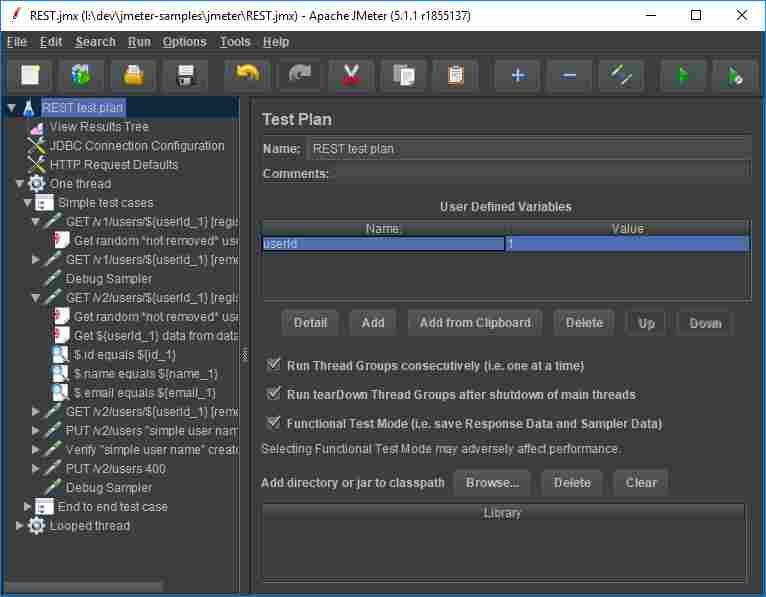 REST.jmx (I:\dev\jmeter-samples\jmeter\REST.jmx) - Apache JMeter (5.1.1 r1855137)
File Edit Search Run Options Tools Help
REST test plan
View Results Tree
JDBC Connection Configuration
HTTP Request Defaults
One thread
Simple test cases
GET /v1/users/${userId_1} [regis
Get random "not removed" use
GET /v1/users/${userId_1} [remo
Debug Sampler
GET /v2/users/${userId_1} [regis
Get random "not removed" use
Get ${userId_1} data from data
$.id equals ${id_1}
$.name equals ${name_1}
$.email equals ${email_1}
GET /v2/users/${userId_1} [remo
PUT /v2/users "simple user nam
Verify "simple user name" create
PUT /v2/users 400
Debug Sampler
End to end test case
Looped thread
Test Plan
Name: REST test plan
Comments:
User Defined Variables
Name: Value
userId 1
Detail Add Add from Clipboard Delete Up Down
Run Thread Groups consecutively (i.e. one at a time)
Run tearDown Thread Groups after shutdown of main threads
Functional Test Mode (i.e. save Response Data and Sampler Data)
Selecting Functional Test Mode may adversely affect performance.
Add directory or jar to classpath Browse... Delete Clear
Library